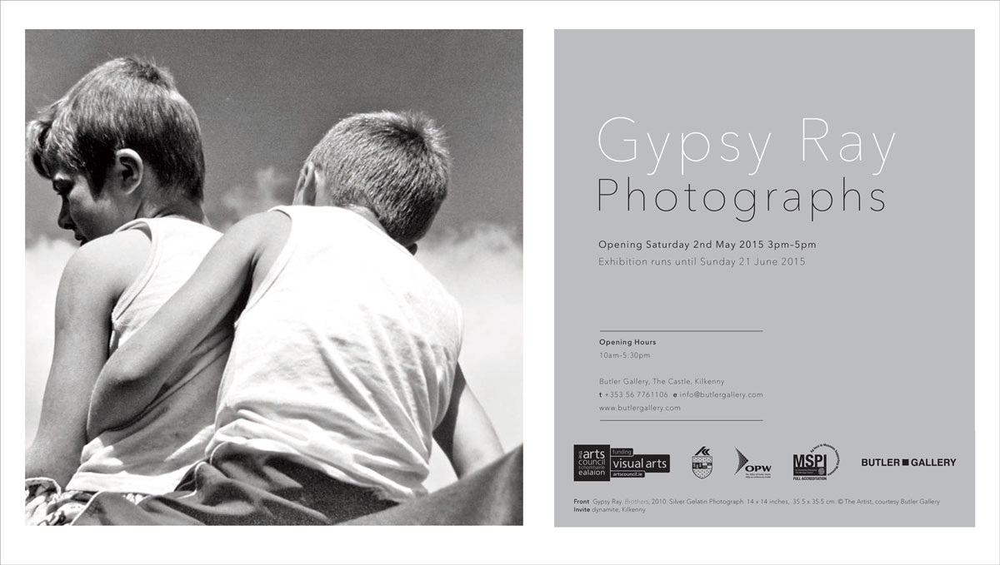 Gypsy Ray
Photographs
Opening Saturday 2nd May 2015 3pm–5pm
Exhibition runs until Sunday 21 June 2015
Opening Hours
10am–5:30pm
Butler Gallery, The Castle, Kilkenny
t +353 56 7761106 e info@butlergallery.com
www.butlergallery.com
the arts council
chomhairle
ealaíon
funding
visual arts
artscouncil.ie
OPW
MSPI
FULL ACCREDITATION
BUTLER GALLERY
Front Gypsy Ray, Brothers, 2010. Silver Gelatin Photograph. 14 x 14 inches, 35.5 x 35.5 cm. © The Artist, courtesy Butler Gallery
Invite dynamite, Kilkenny